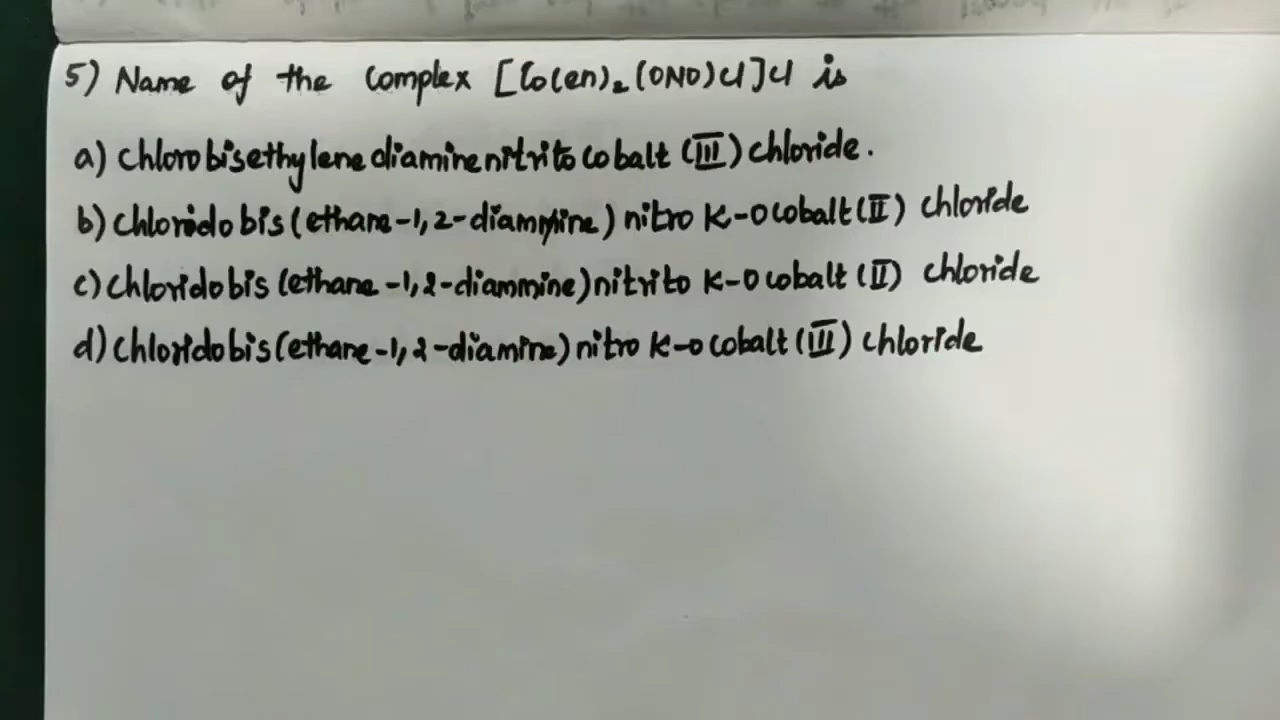 5) Name of the Complex [Co(en)₂(ONO)Cl]Cl is
a) chlorobisethylenediaminenitritocobalt (III) chloride.
b) chloridobis(ethane-1,2-diammine) nitro K-O cobalt(II) chloride
c) chloridobis (ethane-1,2-diammine) nitrito K-O cobalt (II) chloride
d) chloridobis(ethane-1,2-diamine) nitro K-O cobalt (III) chloride